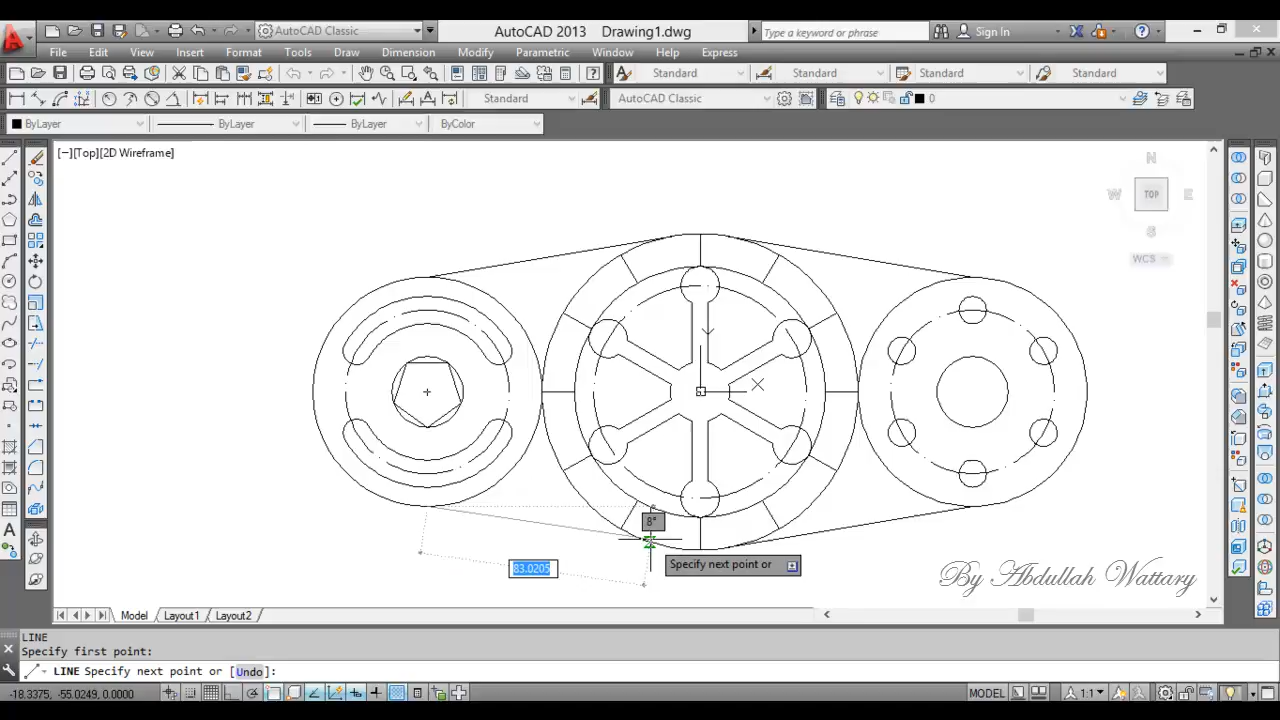 AutoCAD Classic
AutoCAD 2013 Drawing1.dwg
Type a keyword or phrase
Sign In
File Edit View Insert Format Tools Draw Dimension Modify Parametric Window Help Express
Standard Standard Standard Standard
Standard AutoCAD Classic 0
ByLayer ByLayer ByLayer ByColor
[−][Top][2D Wireframe]
N
W TOP E
S
WCS
8°
83.0205 Specify next point or
By Abdullah Wattary
Model Layout1 Layout2
LINE
Specify first point:
LINE Specify next point or [Undo]:
-18.3375, -55.0249, 0.0000 MODEL 1:1